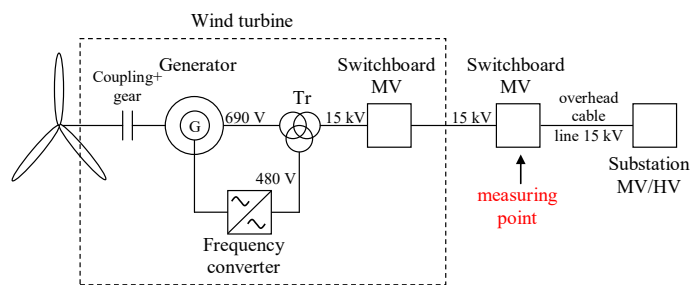 Wind turbine
Coupling+
gear
Generator
G
690 V
Tr
15 kV
Switchboard
MV
480 V
Frequency
converter
15 kV
Switchboard
MV
measuring
point
overhead
cable
line 15 kV
Substation
MV/HV